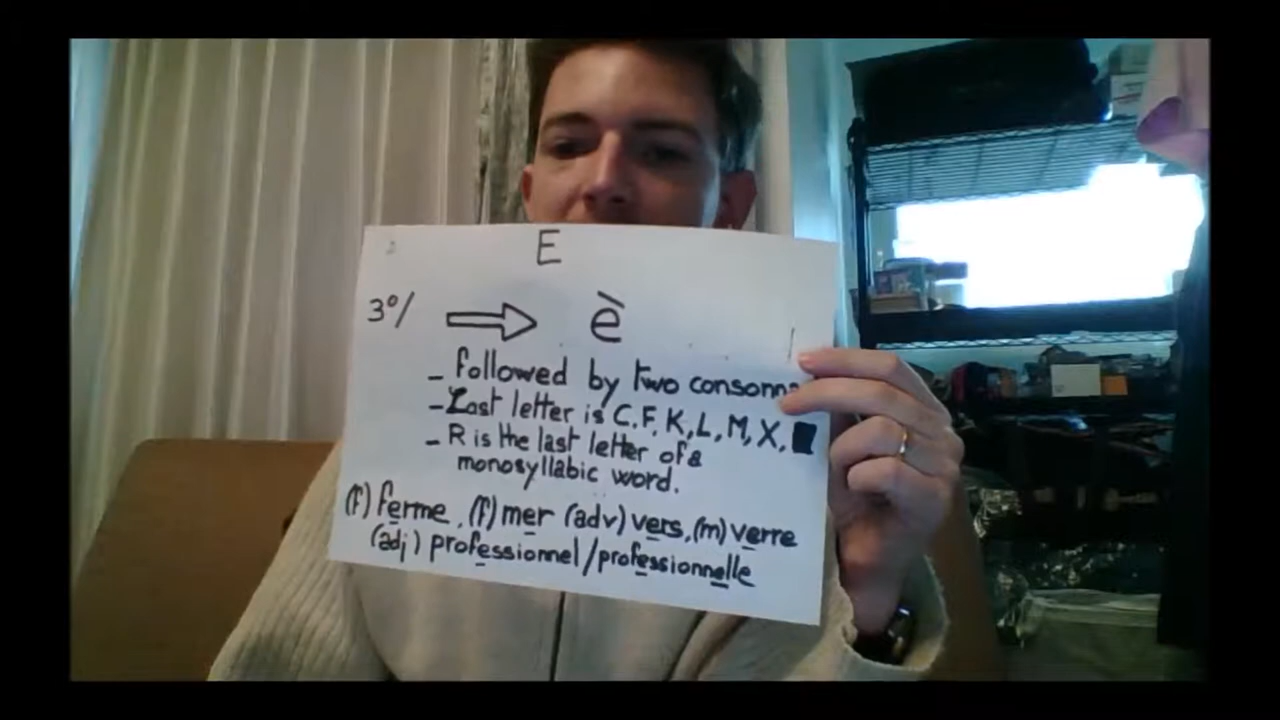 E
3°/ ⇒ è
- followed by two consonn
- Last letter is C, F, K, L, M, X,
- R is the last letter of a
monosyllabic word.
(f) ferme, (f) mer (adv) vers, (m) verre
(adj) professionnel/professionnelle